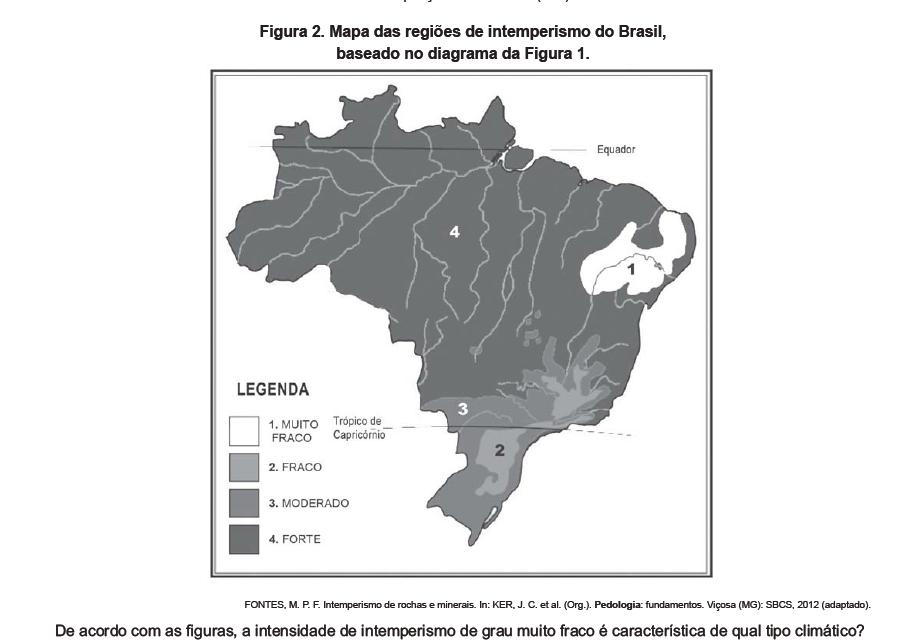 Figura 2. Mapa das regiões de intemperismo do Brasil,
baseado no diagrama da Figura 1.
Equador
4
1
LEGENDA
1. MUITO
FRACO
Trópico de
Capricórnio
3
2
2. FRACO
3. MODERADO
4. FORTE
FONTES, M. P. F. Intemperismo de rochas e minerais. In: KER, J. C. et al. (Org.). Pedologia: fundamentos. Viçosa (MG): SBCS, 2012 (adaptado).
De acordo com as figuras, a intensidade de intemperismo de grau muito fraco é característica de qual tipo climático?